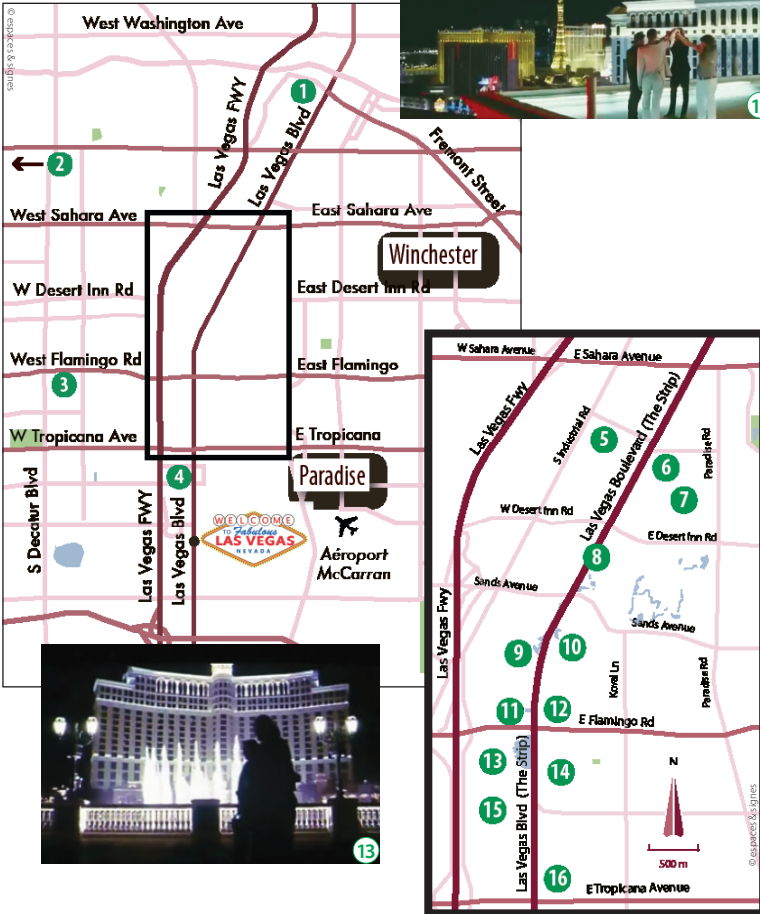 © espaces & signes
West Washington Ave
1
Las Vegas FWY
Las Vegas Blvd
Fremont Street
2
West Sahara Ave
East Sahara Ave
Winchester
W Desert Inn Rd
East Desert Inn Rd
West Flamingo Rd
East Flamingo
3
W Tropicana Ave
E Tropicana
4
Paradise
S Decatur Blvd
Las Vegas FWY
Las Vegas Blvd
WELCOME
TO Fabulous
LAS VEGAS
NEVADA
Aéroport
McCarran
13
W Sahara Avenue
E Sahara Avenue
Las Vegas Fwy
S Industrial Rd
Las Vegas Boulevard (The Strip)
Paradise Rd
5
6
7
W Desert Inn Rd
E Desert Inn Rd
8
Sands Avenue
Sands Avenue
Las Vegas Fwy
9
10
Koval Ln
Paradise Rd
11
12
E Flamingo Rd
13
14
15
Las Vegas Blvd (The Strip)
N
500 m
16
E Tropicana Avenue
© espaces & signes